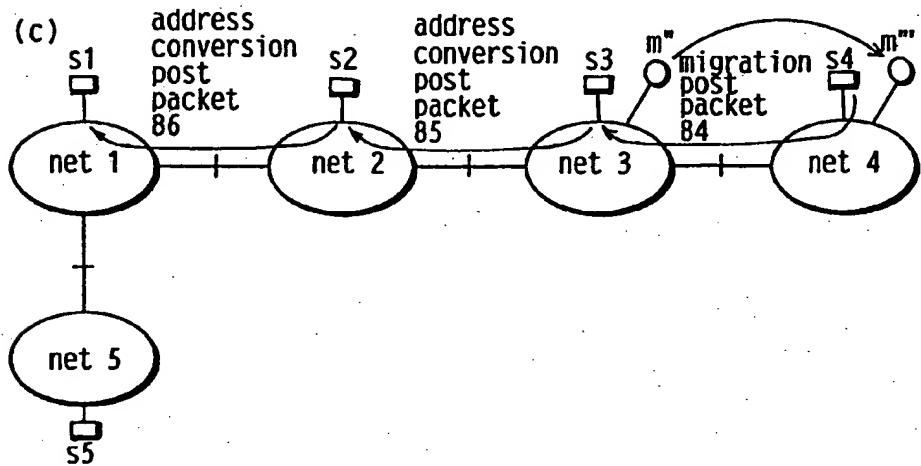 (c)
s1
address
conversion
post
packet
86
s2
address
conversion
post
packet
85
s3
m"
migration
post
packet
84
s4
m"'
net 1
net 2
net 3
net 4
net 5
s5